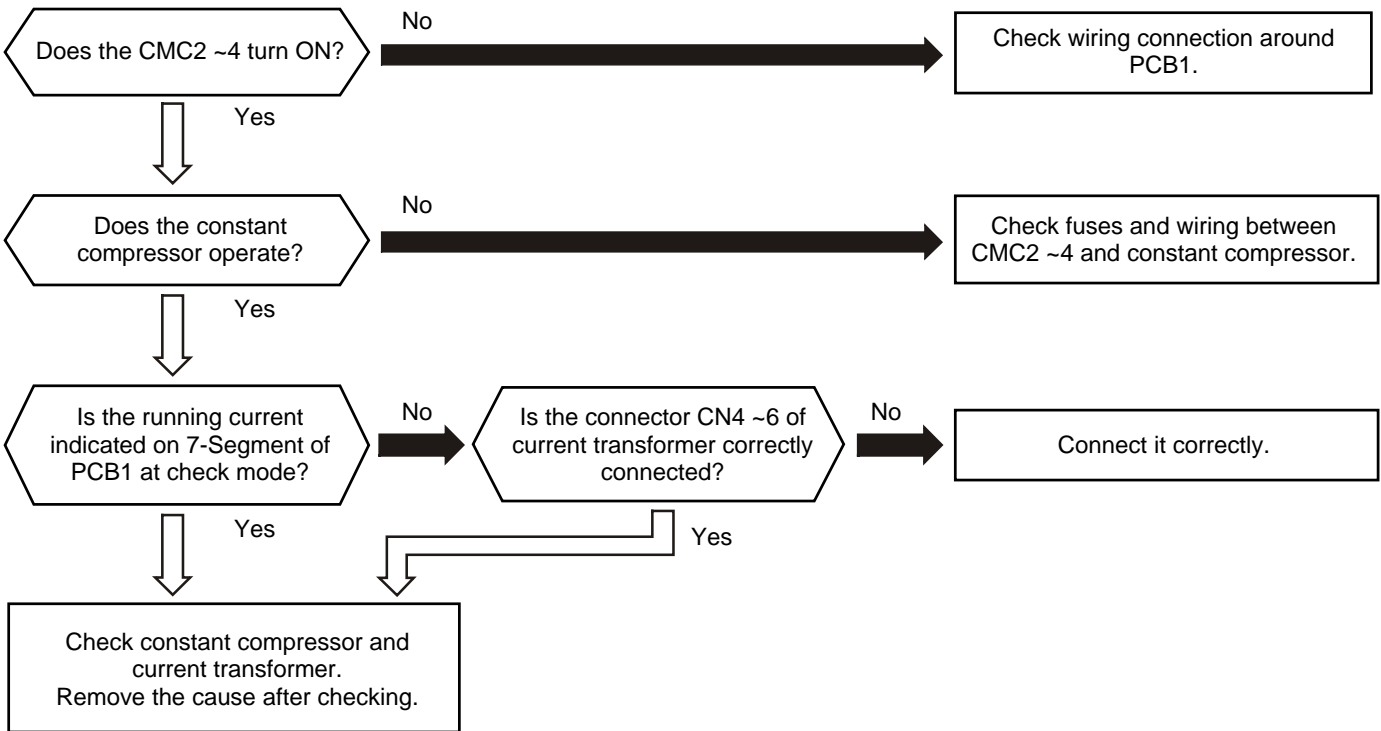 Does the CMC2 ~4 turn ON?
No
Check wiring connection around
PCB1.
Yes
Does the constant
compressor operate?
No
Check fuses and wiring between
CMC2 ~4 and constant compressor.
Yes
Is the running current
indicated on 7-Segment of
PCB1 at check mode?
No
Is the connector CN4 ~6 of
current transformer correctly
connected?
No
Connect it correctly.
Yes
Yes
Check constant compressor and
current transformer.
Remove the cause after checking.